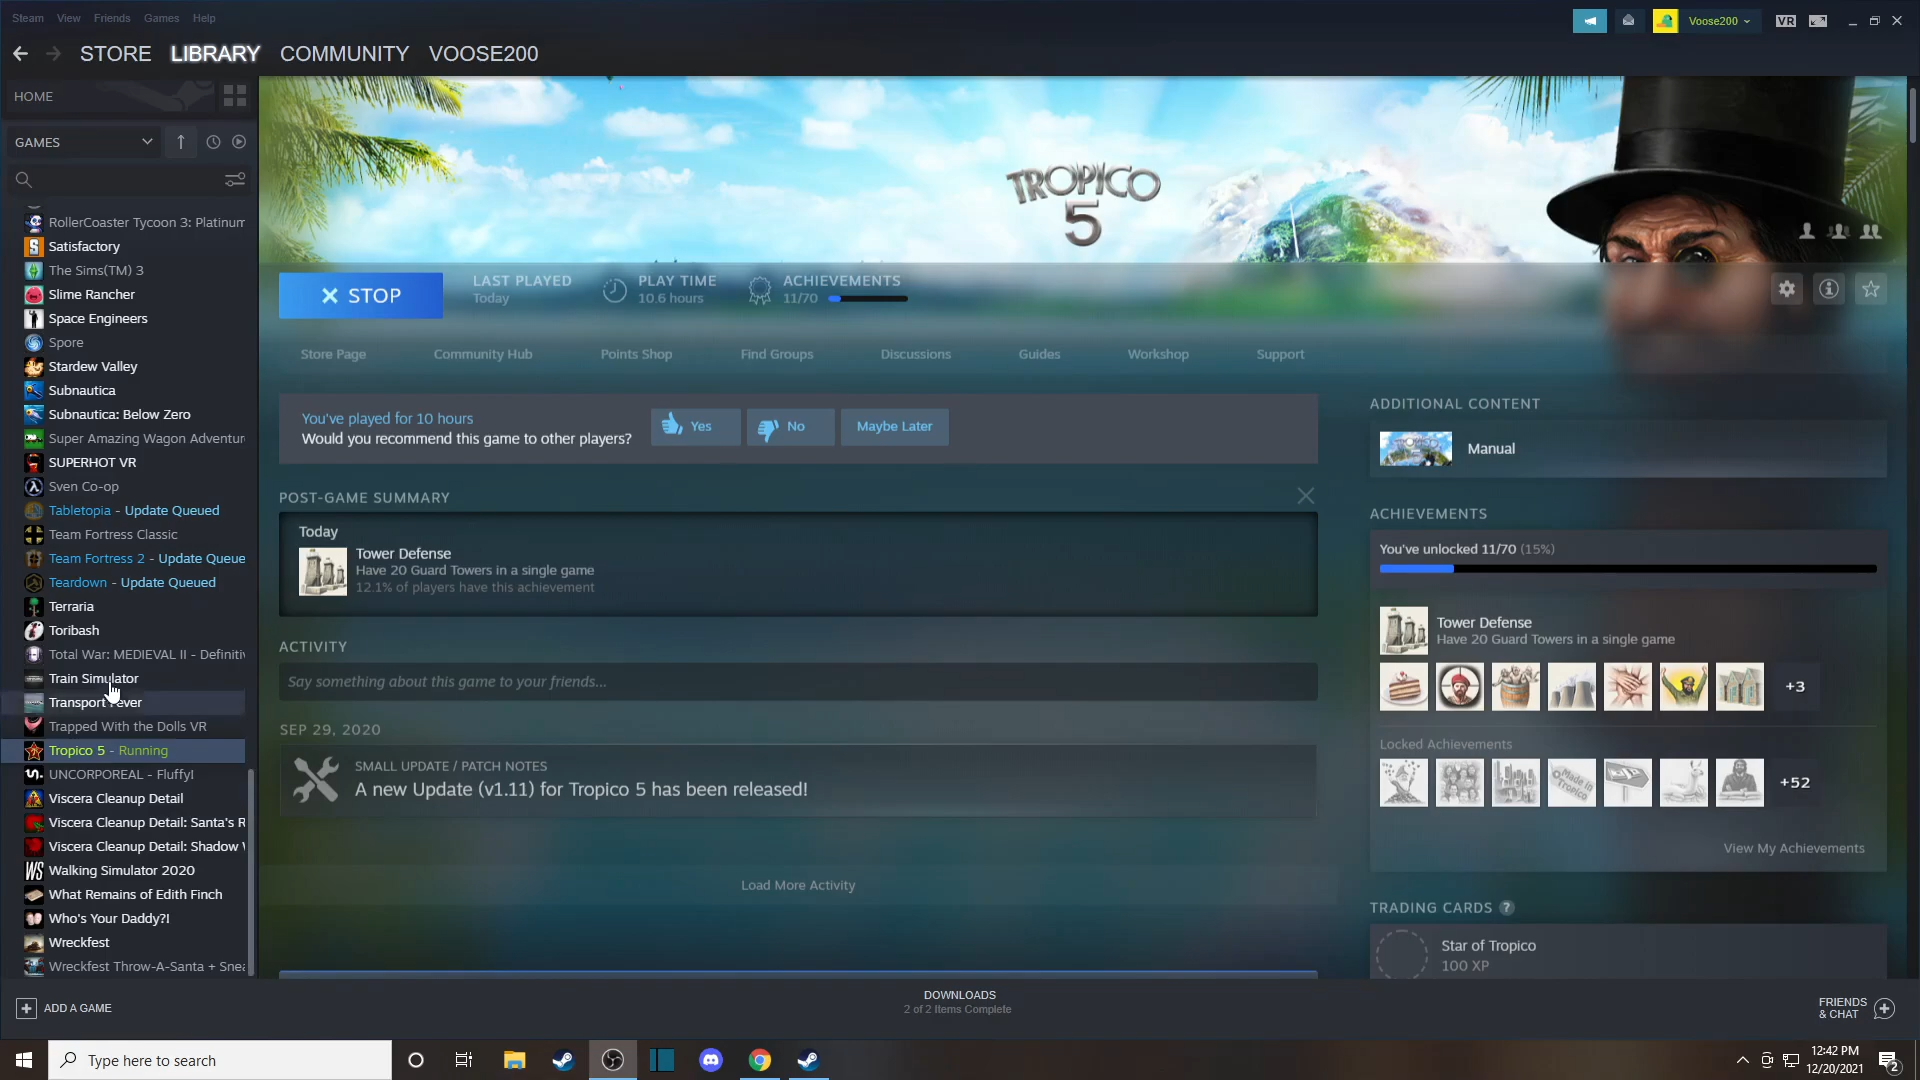 Steam View Friends Games Help
Voose200
VR
STORE LIBRARY COMMUNITY VOOSE200
HOME
GAMES
RollerCoaster Tycoon 3: Platinum
Satisfactory
The Sims(TM) 3
Slime Rancher
Space Engineers
Spore
Stardew Valley
Subnautica
Subnautica: Below Zero
Super Amazing Wagon Adventur
SUPERHOT VR
Sven Co-op
Tabletopia - Update Queued
Team Fortress Classic
Team Fortress 2 - Update Queue
Teardown - Update Queued
Terraria
Toribash
Total War: MEDIEVAL II - Definitiv
Train Simulator
Transport Fever
Trapped With the Dolls VR
Tropico 5 - Running
UNCORPOREAL - Fluffy!
Viscera Cleanup Detail
Viscera Cleanup Detail: Santa's R
Viscera Cleanup Detail: Shadow W
Walking Simulator 2020
What Remains of Edith Finch
Who's Your Daddy?!
Wreckfest
Wreckfest Throw-A-Santa + Snea
TROPICO
5
STOP
LAST PLAYED
Today
PLAY TIME
10.6 hours
ACHIEVEMENTS
11/70
Store Page Community Hub Points Shop Find Groups Discussions Guides Workshop Support
You've played for 10 hours
Would you recommend this game to other players?
Yes No Maybe Later
POST-GAME SUMMARY
Today
Tower Defense
Have 20 Guard Towers in a single game
12.1% of players have this achievement
ACTIVITY
Say something about this game to your friends...
SEP 29, 2020
SMALL UPDATE / PATCH NOTES
A new Update (v1.11) for Tropico 5 has been released!
Load More Activity
ADDITIONAL CONTENT
TROPICO 5
Manual
ACHIEVEMENTS
You've unlocked 11/70 (15%)
Tower Defense
Have 20 Guard Towers in a single game
+3
Locked Achievements
Made in Tropico
+52
View My Achievements
TRADING CARDS ?
Star of Tropico
100 XP
ADD A GAME
DOWNLOADS
2 of 2 Items Complete
FRIENDS
& CHAT
Type here to search
12:42 PM
12/20/2021
2